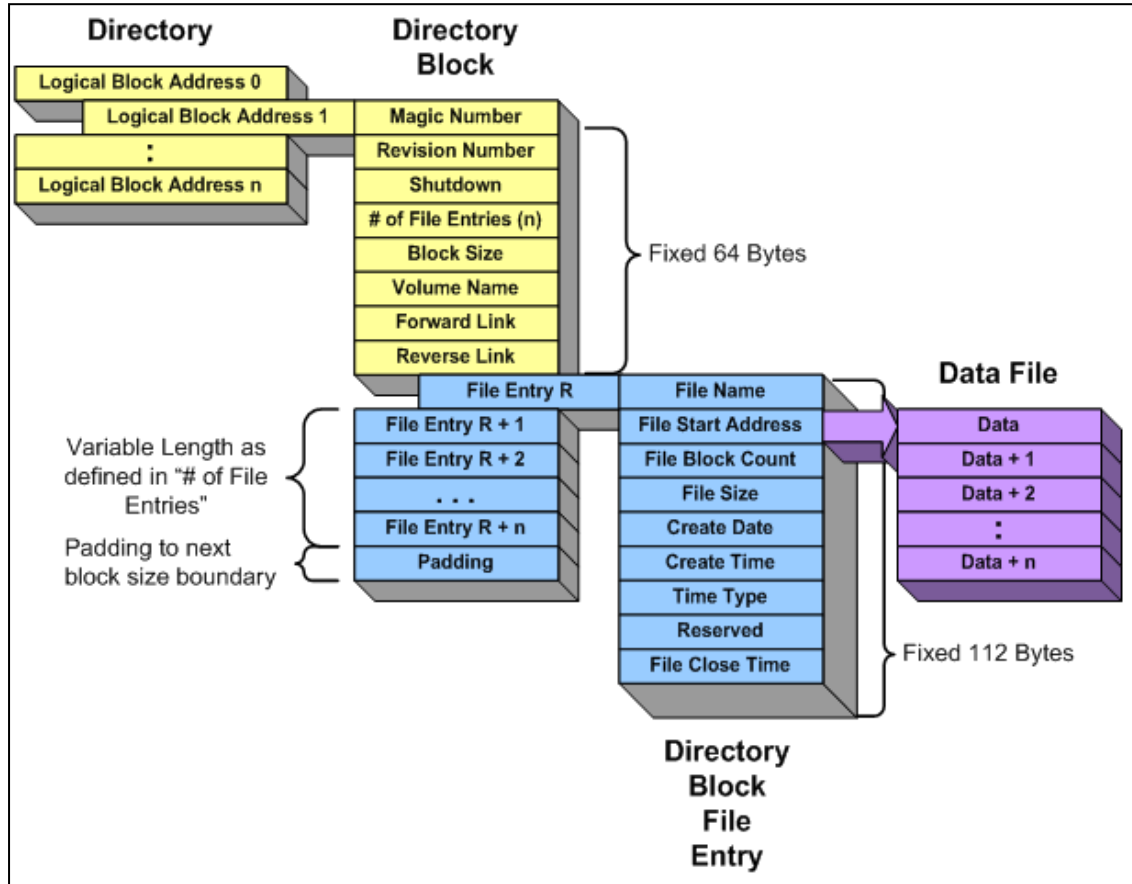 Directory
Logical Block Address 0
Logical Block Address 1
:
Logical Block Address n
Directory
Block
Magic Number
Revision Number
Shutdown
# of File Entries (n)
Block Size
Volume Name
Forward Link
Reverse Link
Fixed 64 Bytes
File Entry R
File Entry R + 1
File Entry R + 2
. . .
File Entry R + n
Padding
Variable Length as
defined in “# of File
Entries"
Padding to next
block size boundary
File Name
File Start Address
File Block Count
File Size
Create Date
Create Time
Time Type
Reserved
File Close Time
Fixed 112 Bytes
Directory
Block
File
Entry
Data File
Data
Data + 1
Data + 2
:
Data + n